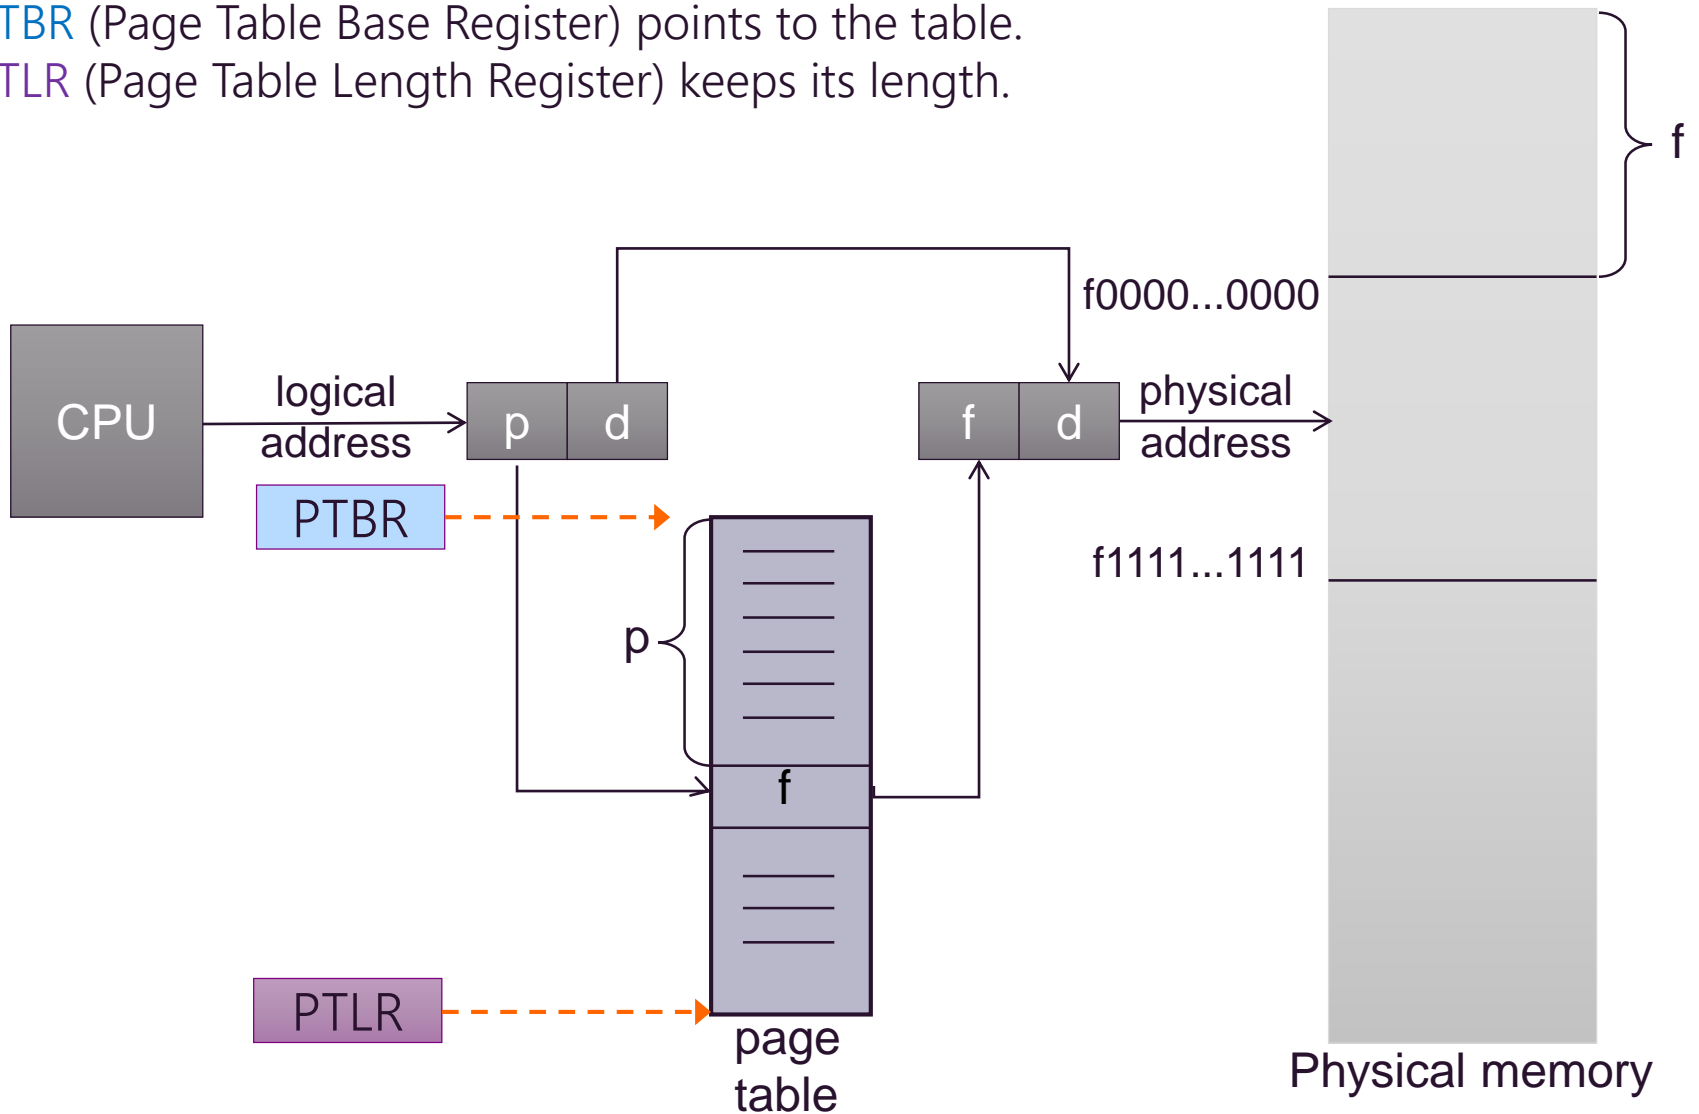 TBR (Page Table Base Register) points to the table.
TLR (Page Table Length Register) keeps its length.
f
f0000...0000
CPU
logical
address
p d
f d
physical
address
PTBR
f1111...1111
p
f
PTLR
page
table
Physical memory